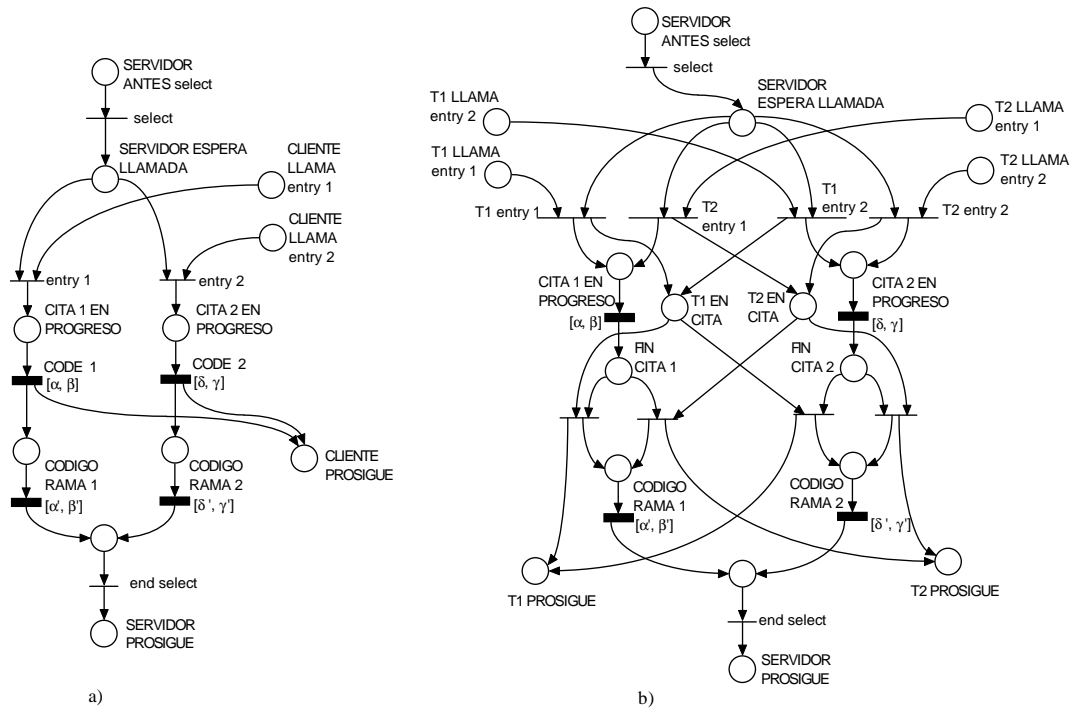 SERVIDOR
ANTES select
select
SERVIDOR ESPERA
LLAMADA
CLIENTE
LLAMA
entry 1
CLIENTE
LLAMA
entry 2
entry 1
entry 2
CITA 1 EN
PROGRESO
CITA 2 EN
PROGRESO
CODE 1
[α, β]
CODE 2
[δ, γ]
CODIGO
RAMA 1
[α', β']
CODIGO
RAMA 2
[δ ', γ']
CLIENTE
PROSIGUE
end select
SERVIDOR
PROSIGUE
a)
SERVIDOR
ANTES select
select
SERVIDOR
ESPERA LLAMADA
T1 LLAMA
entry 2
T2 LLAMA
entry 1
T1 LLAMA
entry 1
T2 LLAMA
entry 2
T1 entry 1
T2
entry 1
T1
entry 2
T2 entry 2
CITA 1 EN
PROGRESO
T1 EN
CITA
T2 EN
CITA
CITA 2 EN
PROGRESO
[α, β]
[δ, γ]
FIN
CITA 1
FIN
CITA 2
CODIGO
RAMA 1
[α', β']
CODIGO
RAMA 2
[δ ', γ']
T1 PROSIGUE
T2 PROSIGUE
end select
SERVIDOR
PROSIGUE
b)